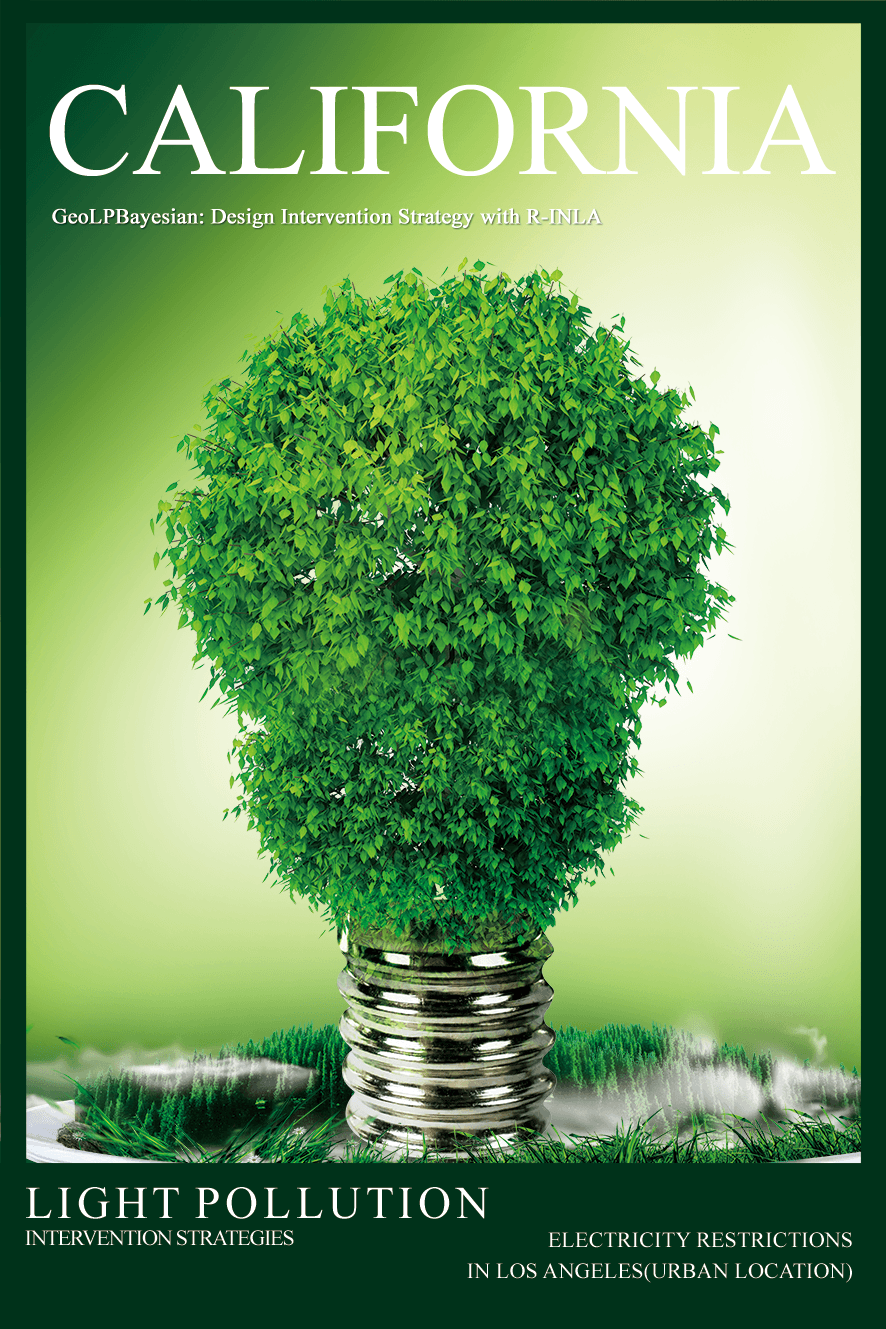 CALIFORNIA
GeoLPBayesian: Design Intervention Strategy with R-INLA
LIGHT POLLUTION
INTERVENTION STRATEGIES
ELECTRICITY RESTRICTIONS
IN LOS ANGELES(URBAN LOCATION)